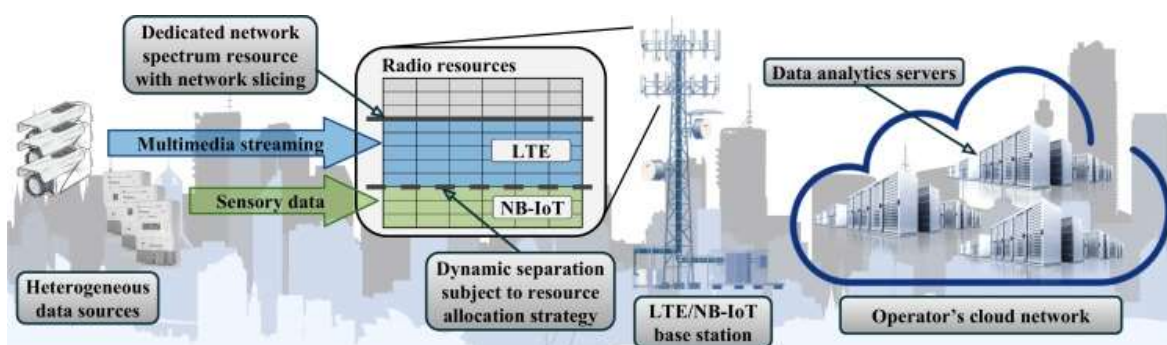 Dedicated network
spectrum resource
with network slicing
Radio resources
Data analytics servers
Multimedia streaming
LTE
Sensory data
NB-IoT
Heterogeneous
data sources
Dynamic separation
subject to resource
allocation strategy
LTE/NB-IoT
base station
Operator's cloud network